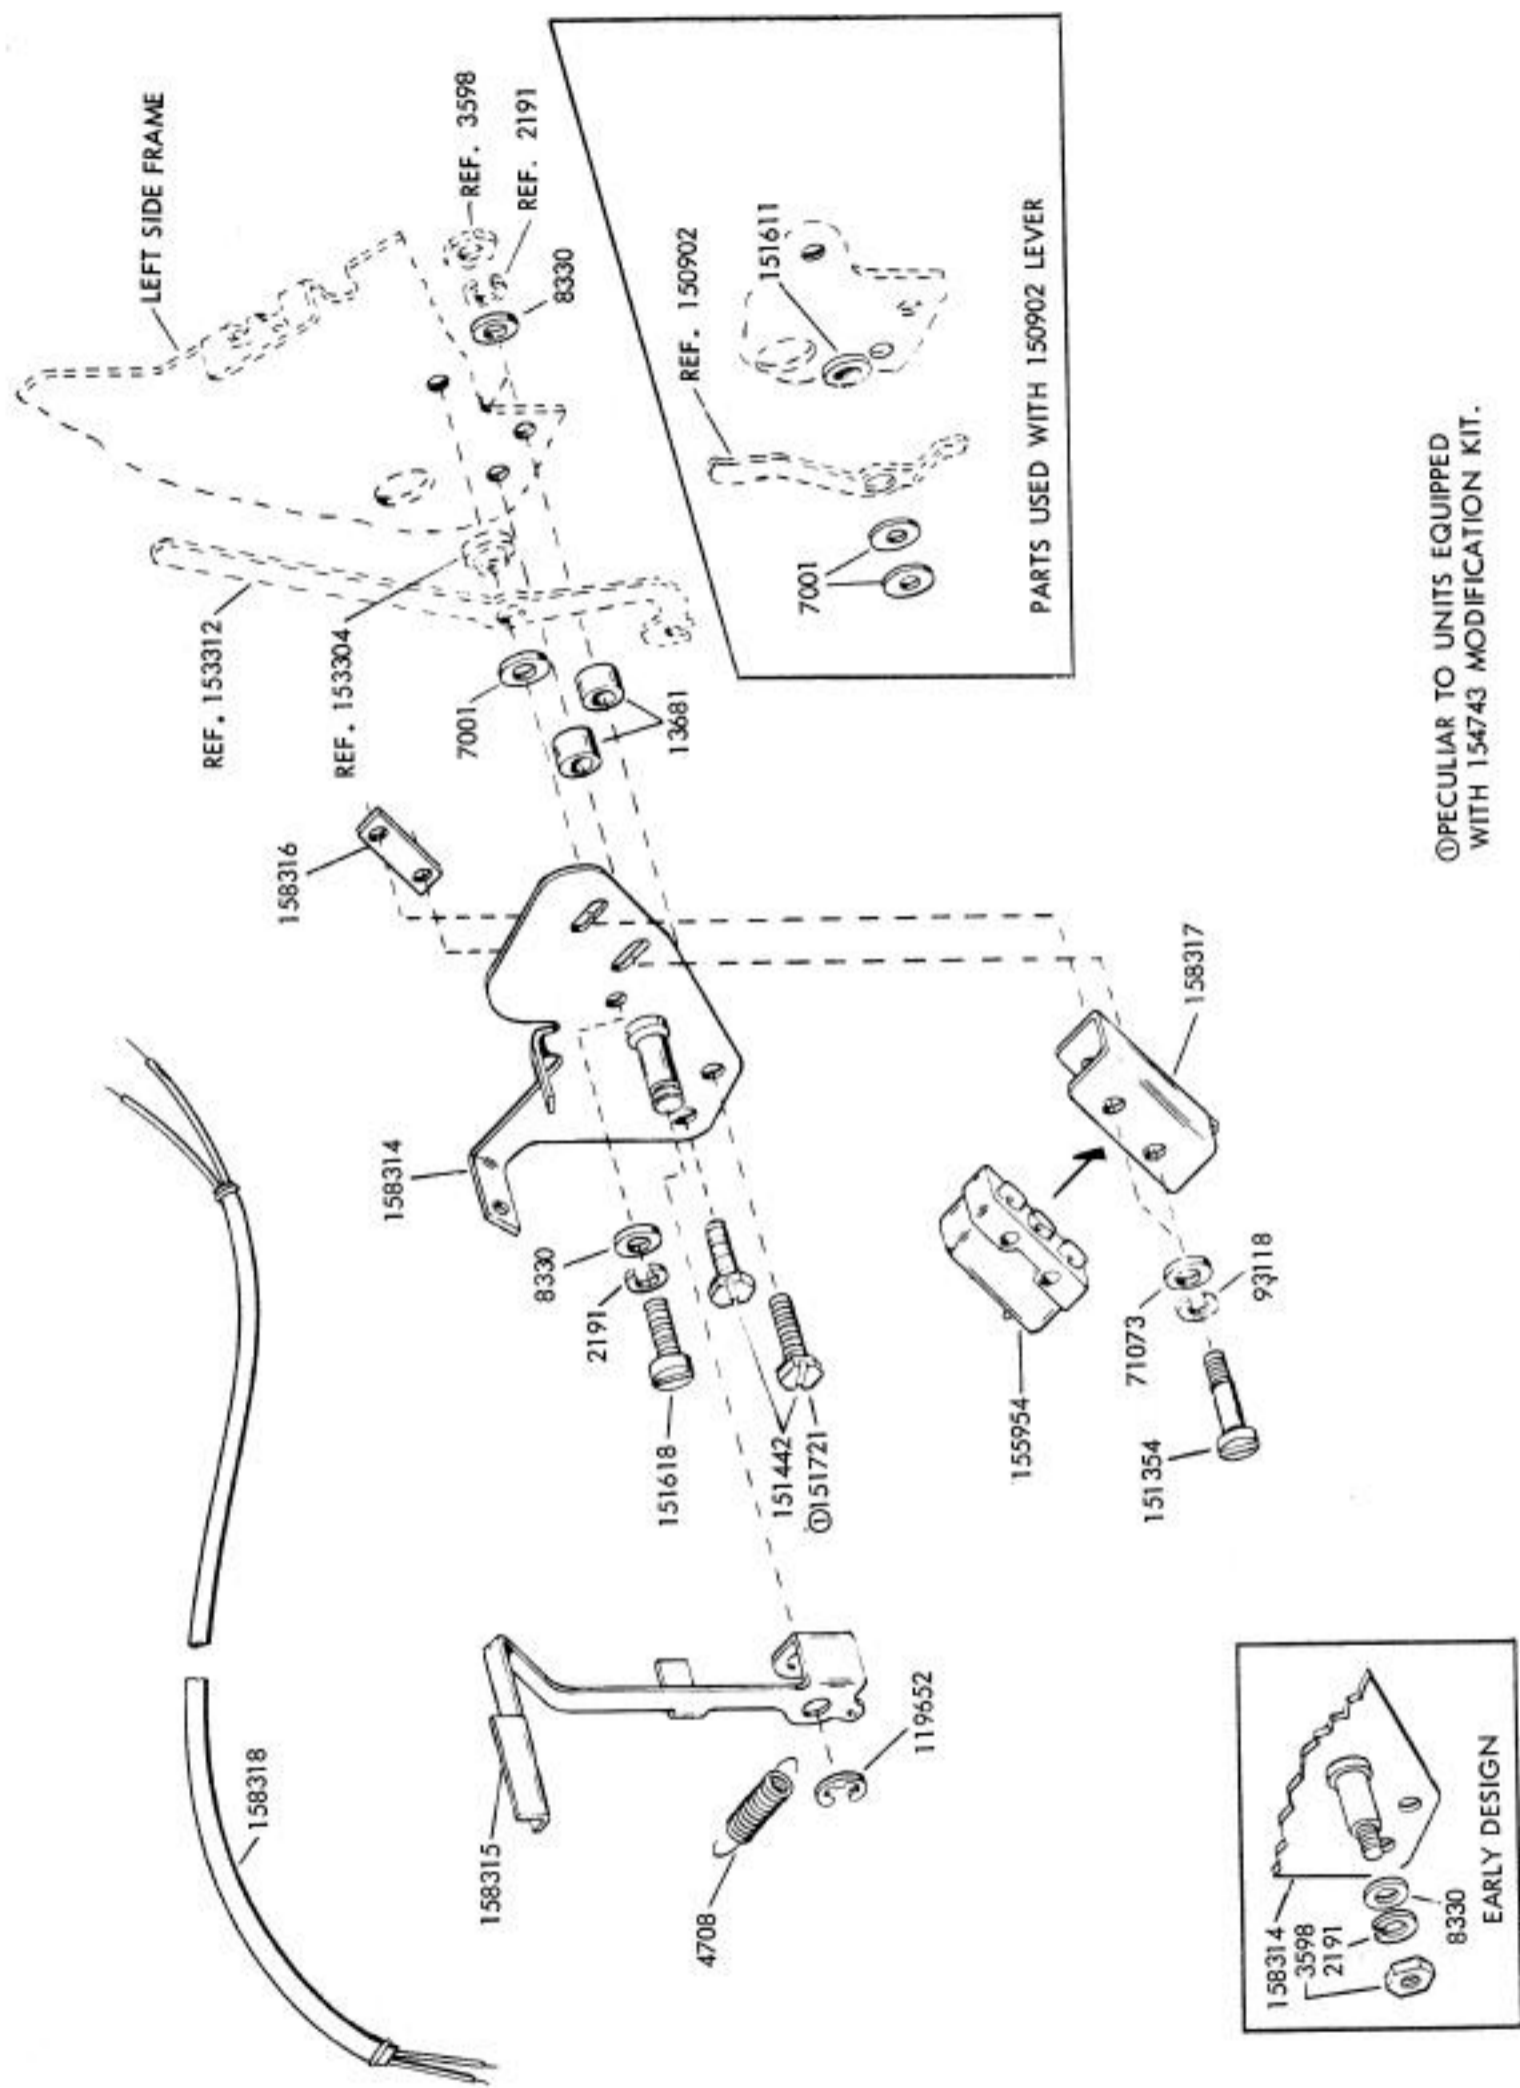 LEFT SIDE FRAME
REF. 3598
REF. 2191
8330
REF. 153312
REF. 153304
7001
13681
158316
158314
8330
2191
151618
151442
①151721
158318
158315
4708
119652
155954
158317
71073
93118
151354
REF. 150902
151611
7001
PARTS USED WITH 150902 LEVER
158314
3598
2191
8330
EARLY DESIGN
①PECULIAR TO UNITS EQUIPPED
WITH 154743 MODIFICATION KIT.